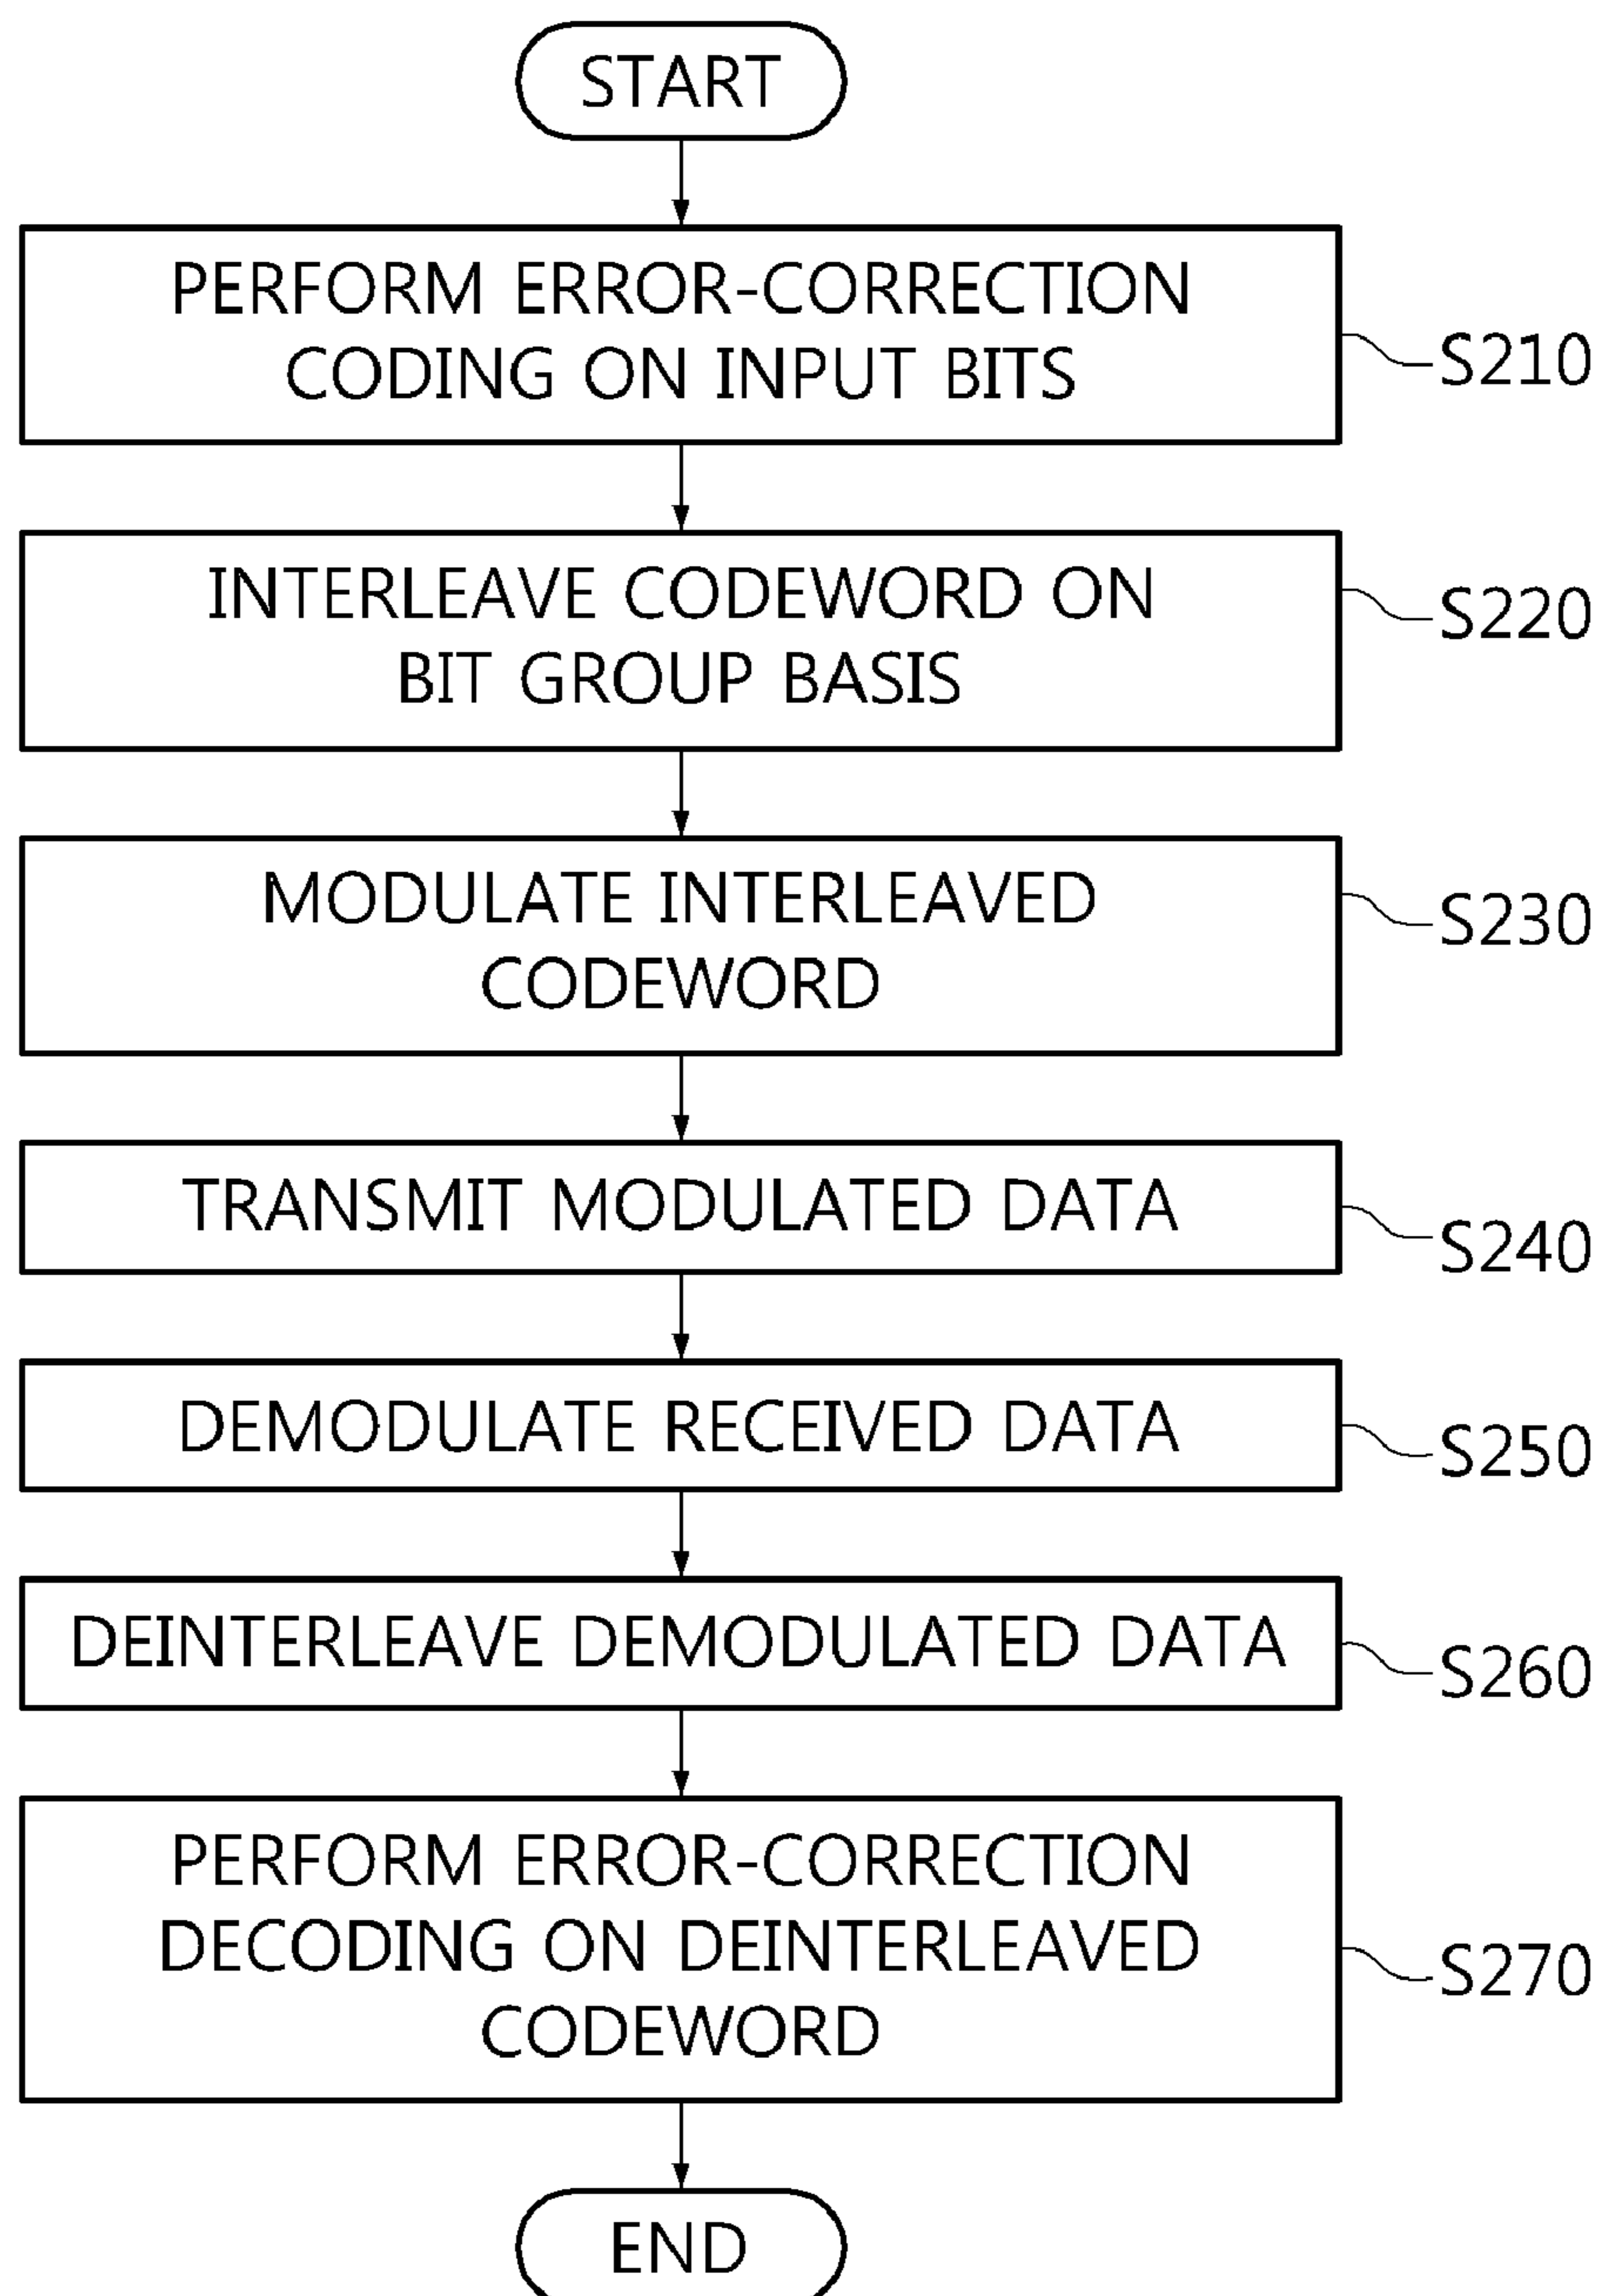 START
PERFORM ERROR-CORRECTION
CODING ON INPUT BITS
S210
INTERLEAVE CODEWORD ON
BIT GROUP BASIS
S220
MODULATE INTERLEAVED
CODEWORD
S230
TRANSMIT MODULATED DATA
S240
DEMODULATE RECEIVED DATA
S250
DEINTERLEAVE DEMODULATED DATA
S260
PERFORM ERROR-CORRECTION
DECODING ON DEINTERLEAVED
CODEWORD
S270
END